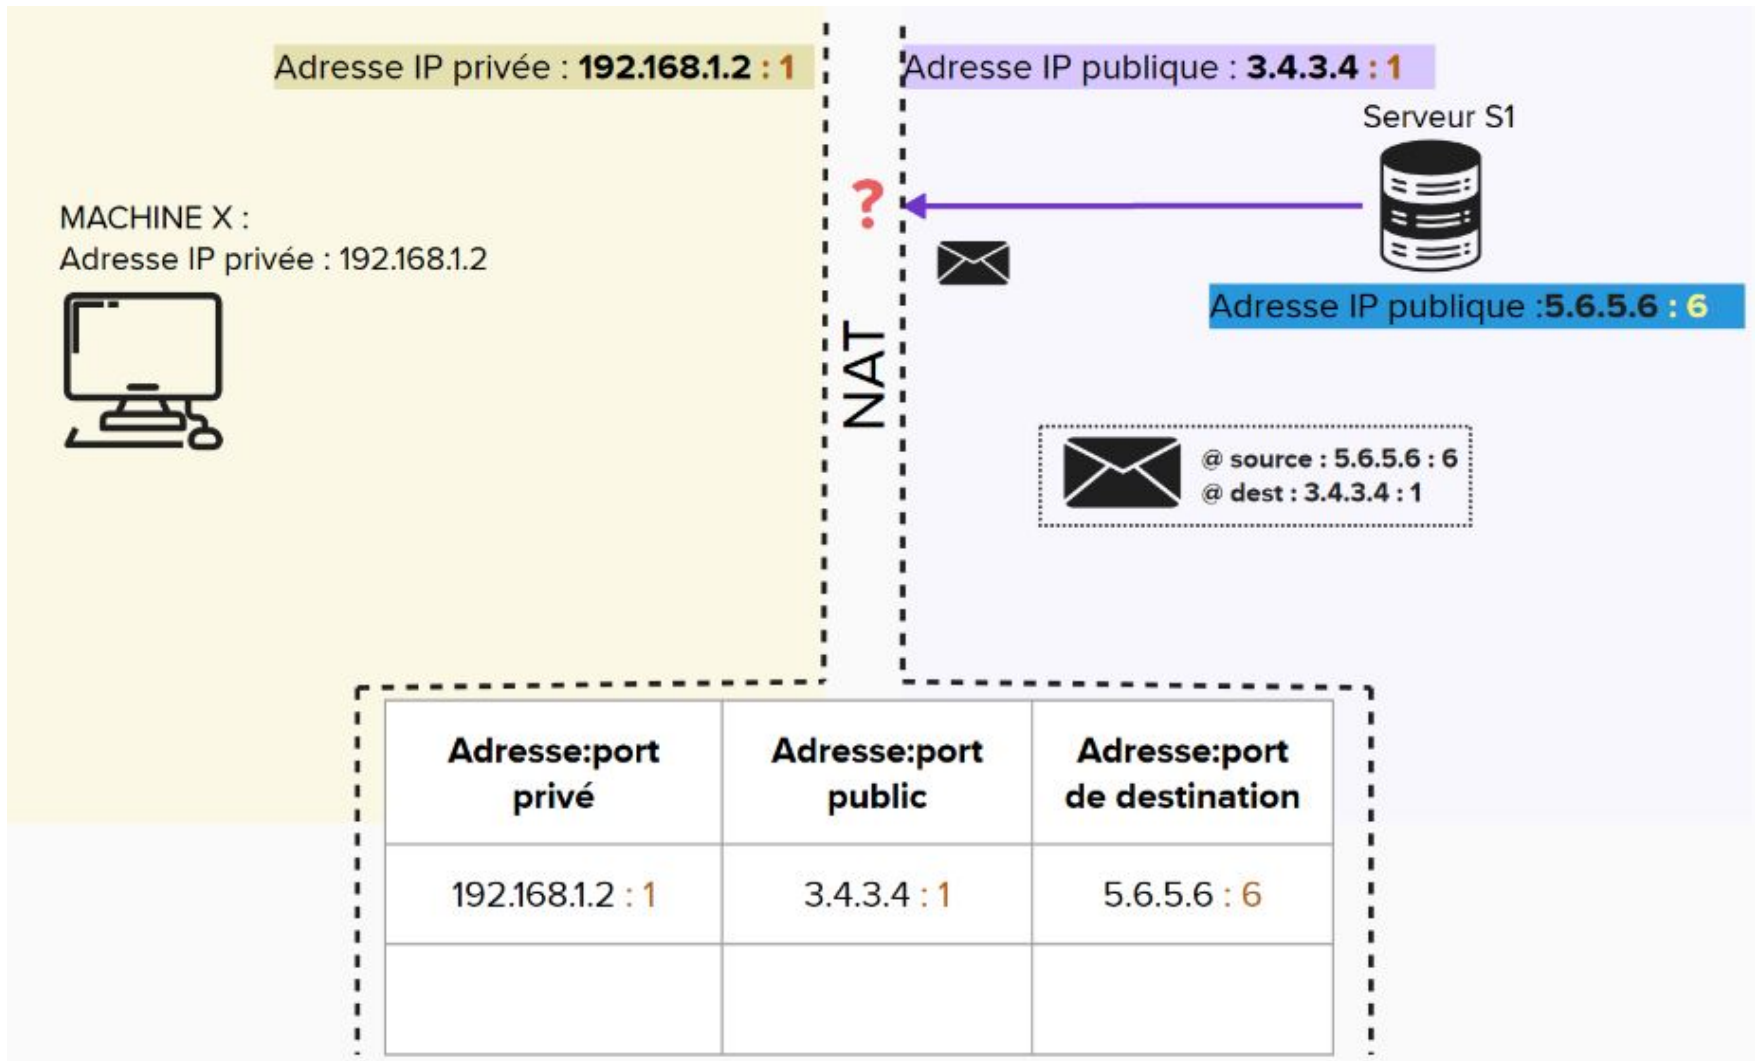 Adresse IP privée : 192.168.1.2 : 1
Adresse IP publique : 3.4.3.4 : 1
Serveur S1
?
MACHINE X :
Adresse IP privée : 192.168.1.2
Adresse IP publique :5.6.5.6 : 6
NAT
@ source : 5.6.5.6 : 6
@ dest : 3.4.3.4 : 1
Adresse:port
privé
Adresse:port
public
Adresse:port
de destination
192.168.1.2 : 1
3.4.3.4 : 1
5.6.5.6 : 6